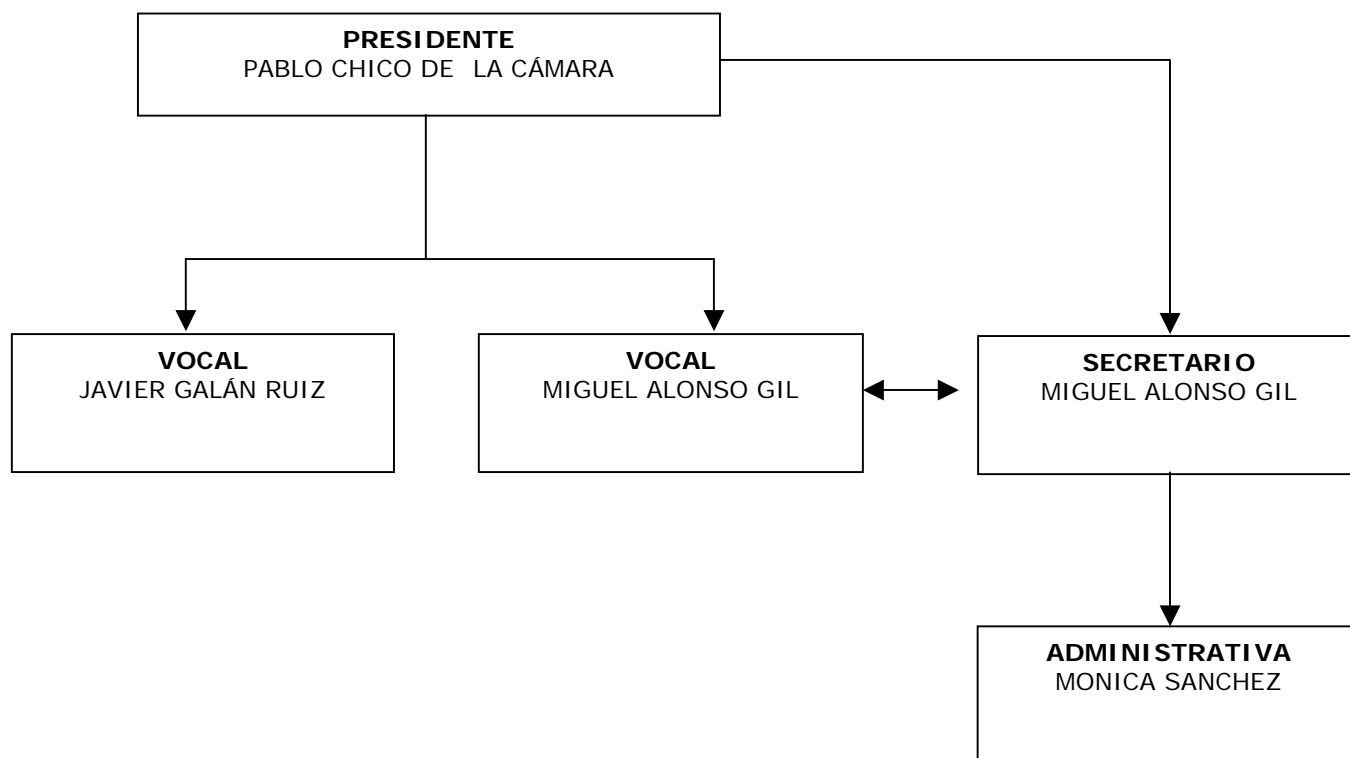 PRESIDENTE
PABLO CHICO DE LA CÁMARA
VOCAL
JAVIER GALÁN RUIZ
VOCAL
MIGUEL ALONSO GIL
SECRETARIO
MIGUEL ALONSO GIL
ADMINISTRATIVA
MONICA SANCHEZ